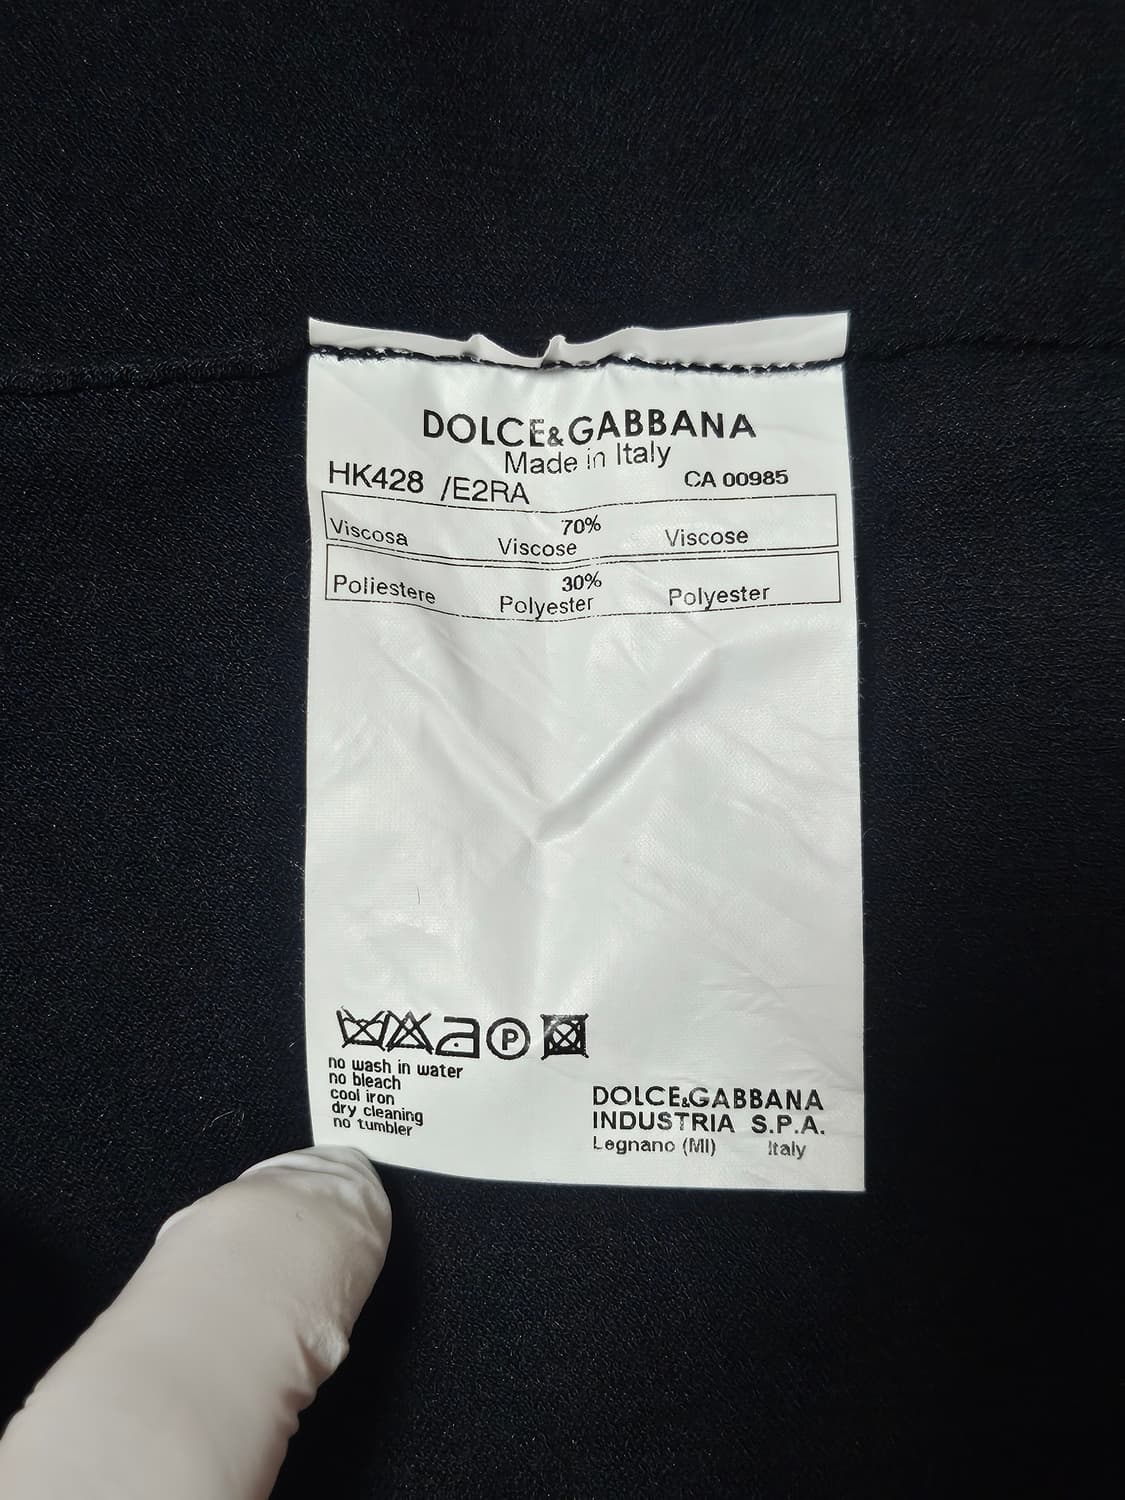 DOLCE&GABBANA
Made in Italy
HK428 /E2RA CA 00985
Viscosa 70% Viscose Viscose
Poliestere 30% Polyester Polyester
P
no wash in water
no bleach
cool iron
dry cleaning
no tumbler
DOLCE&GABBANA
INDUSTRIA S.P.A.
Legnano (MI) Italy